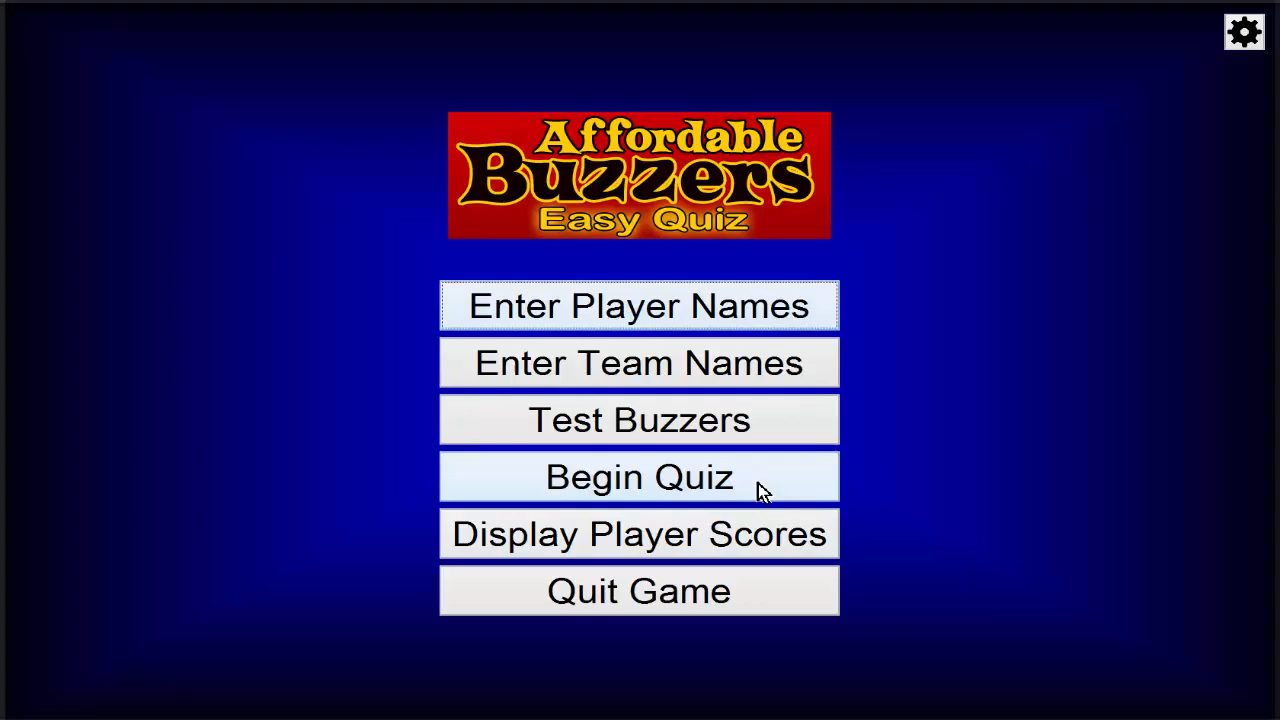 Affordable
Buzzers
Easy Quiz
Enter Player Names
Enter Team Names
Test Buzzers
Begin Quiz
Display Player Scores
Quit Game